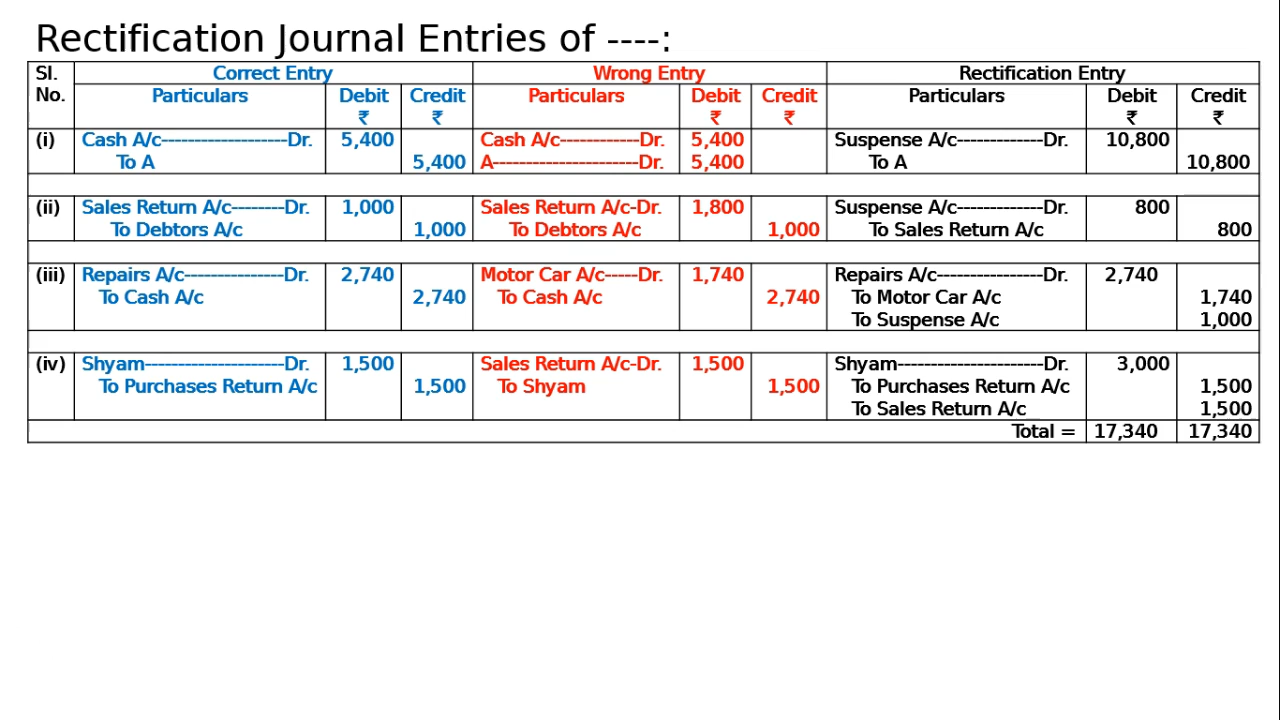 Rectification Journal Entries of ----:
Sl. No. Correct Entry Wrong Entry Rectification Entry
Particulars Debit ₹ Credit ₹ Particulars Debit ₹ Credit ₹ Particulars Debit ₹ Credit ₹
(i) Cash A/c-------------------Dr. 5,400 Cash A/c------------Dr. 5,400 Suspense A/c-------------Dr. 10,800
To A 5,400 A----------------------Dr. 5,400 To A 10,800
(ii) Sales Return A/c--------Dr. 1,000 Sales Return A/c-Dr. 1,800 Suspense A/c-------------Dr. 800
To Debtors A/c 1,000 To Debtors A/c 1,000 To Sales Return A/c 800
(iii) Repairs A/c---------------Dr. 2,740 Motor Car A/c-----Dr. 1,740 Repairs A/c----------------Dr. 2,740
To Cash A/c 2,740 To Cash A/c 2,740 To Motor Car A/c 1,740
To Suspense A/c 1,000
(iv) Shyam---------------------Dr. 1,500 Sales Return A/c-Dr. 1,500 Shyam----------------------Dr. 3,000
To Purchases Return A/c 1,500 To Shyam 1,500 To Purchases Return A/c 1,500
To Sales Return A/c 1,500
Total = 17,340 17,340